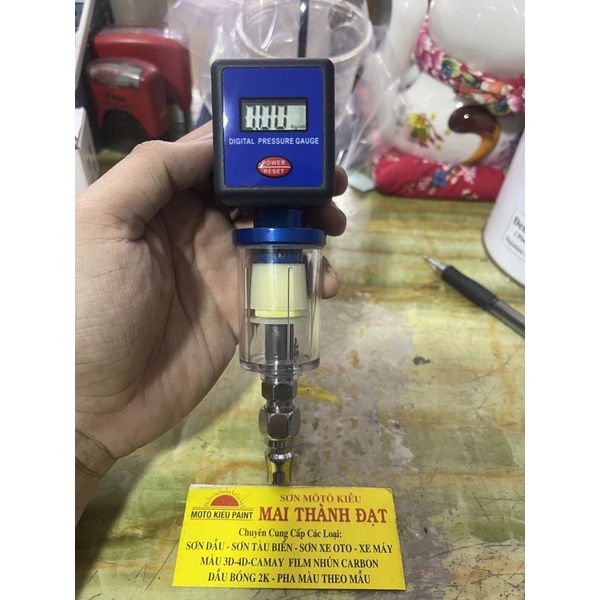 0.00
DIGITAL PRESSURE GAUGE
POWER
RESET
SƠN MÔTÔ KIỀU
MOTO KIEU PAINT
MAI THÀNH ĐẠT
Chuyên Cung Cấp Các Loại:
SƠN DẦU - SƠN TÀU BIỂN - SƠN XE OTO - XE MÁY
MÀU 3D-4D-CAMAY FILM NHÚN CARBON
DẦU BÓNG 2K - PHA MÀU THEO MẪU